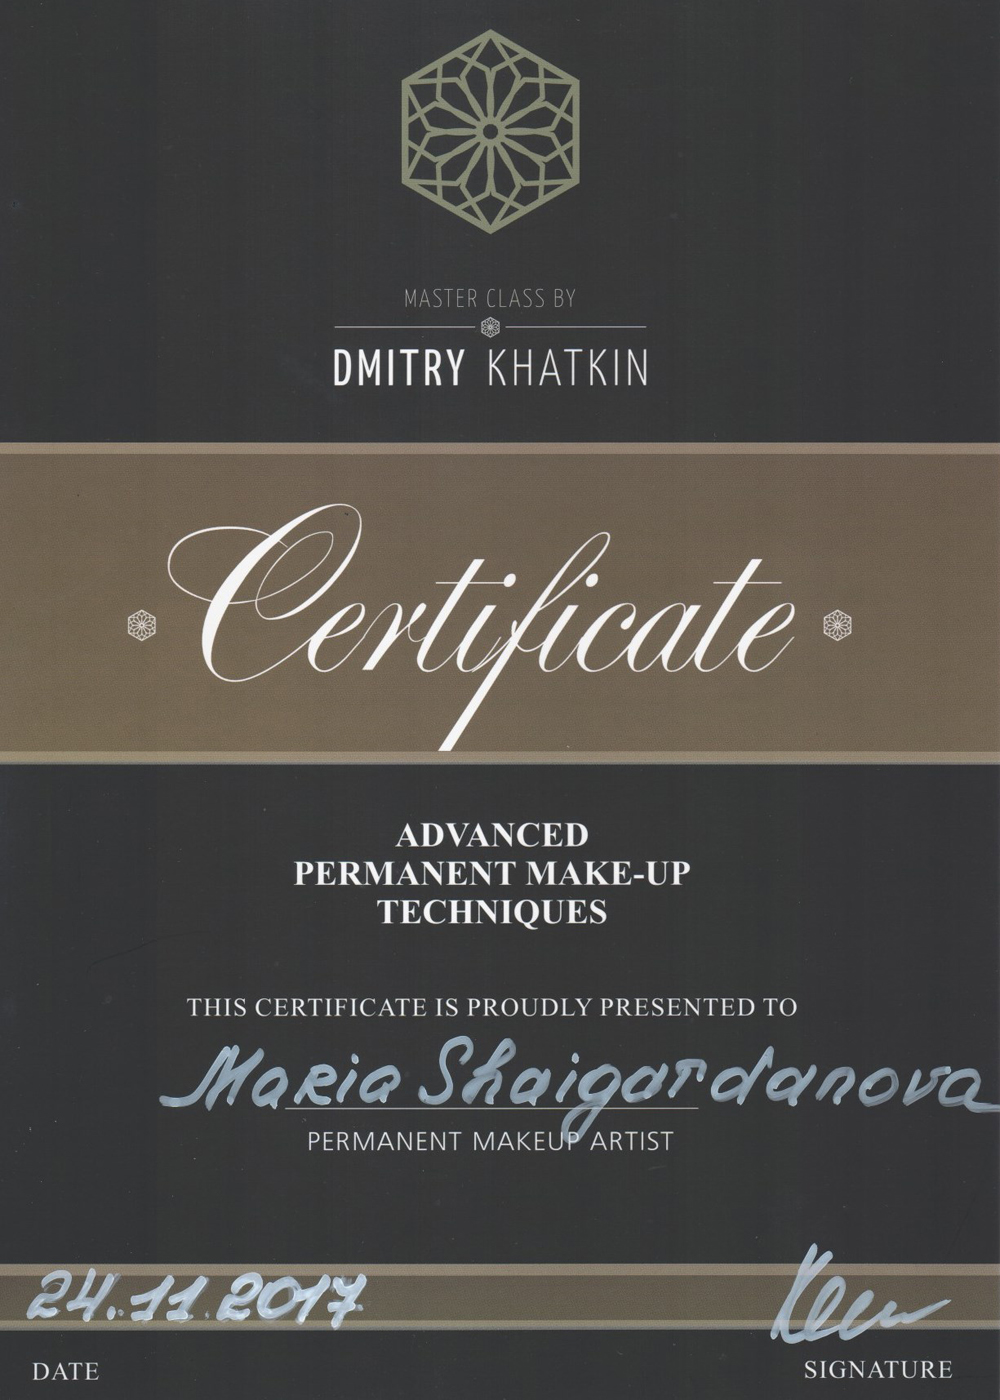 MASTER CLASS BY
DMITRY KHATKIN
Certificate
ADVANCED
PERMANENT MAKE-UP
TECHNIQUES
THIS CERTIFICATE IS PROUDLY PRESENTED TO
Maria Shaigardanova
PERMANENT MAKEUP ARTIST
24.11.2017
DATE
SIGNATURE